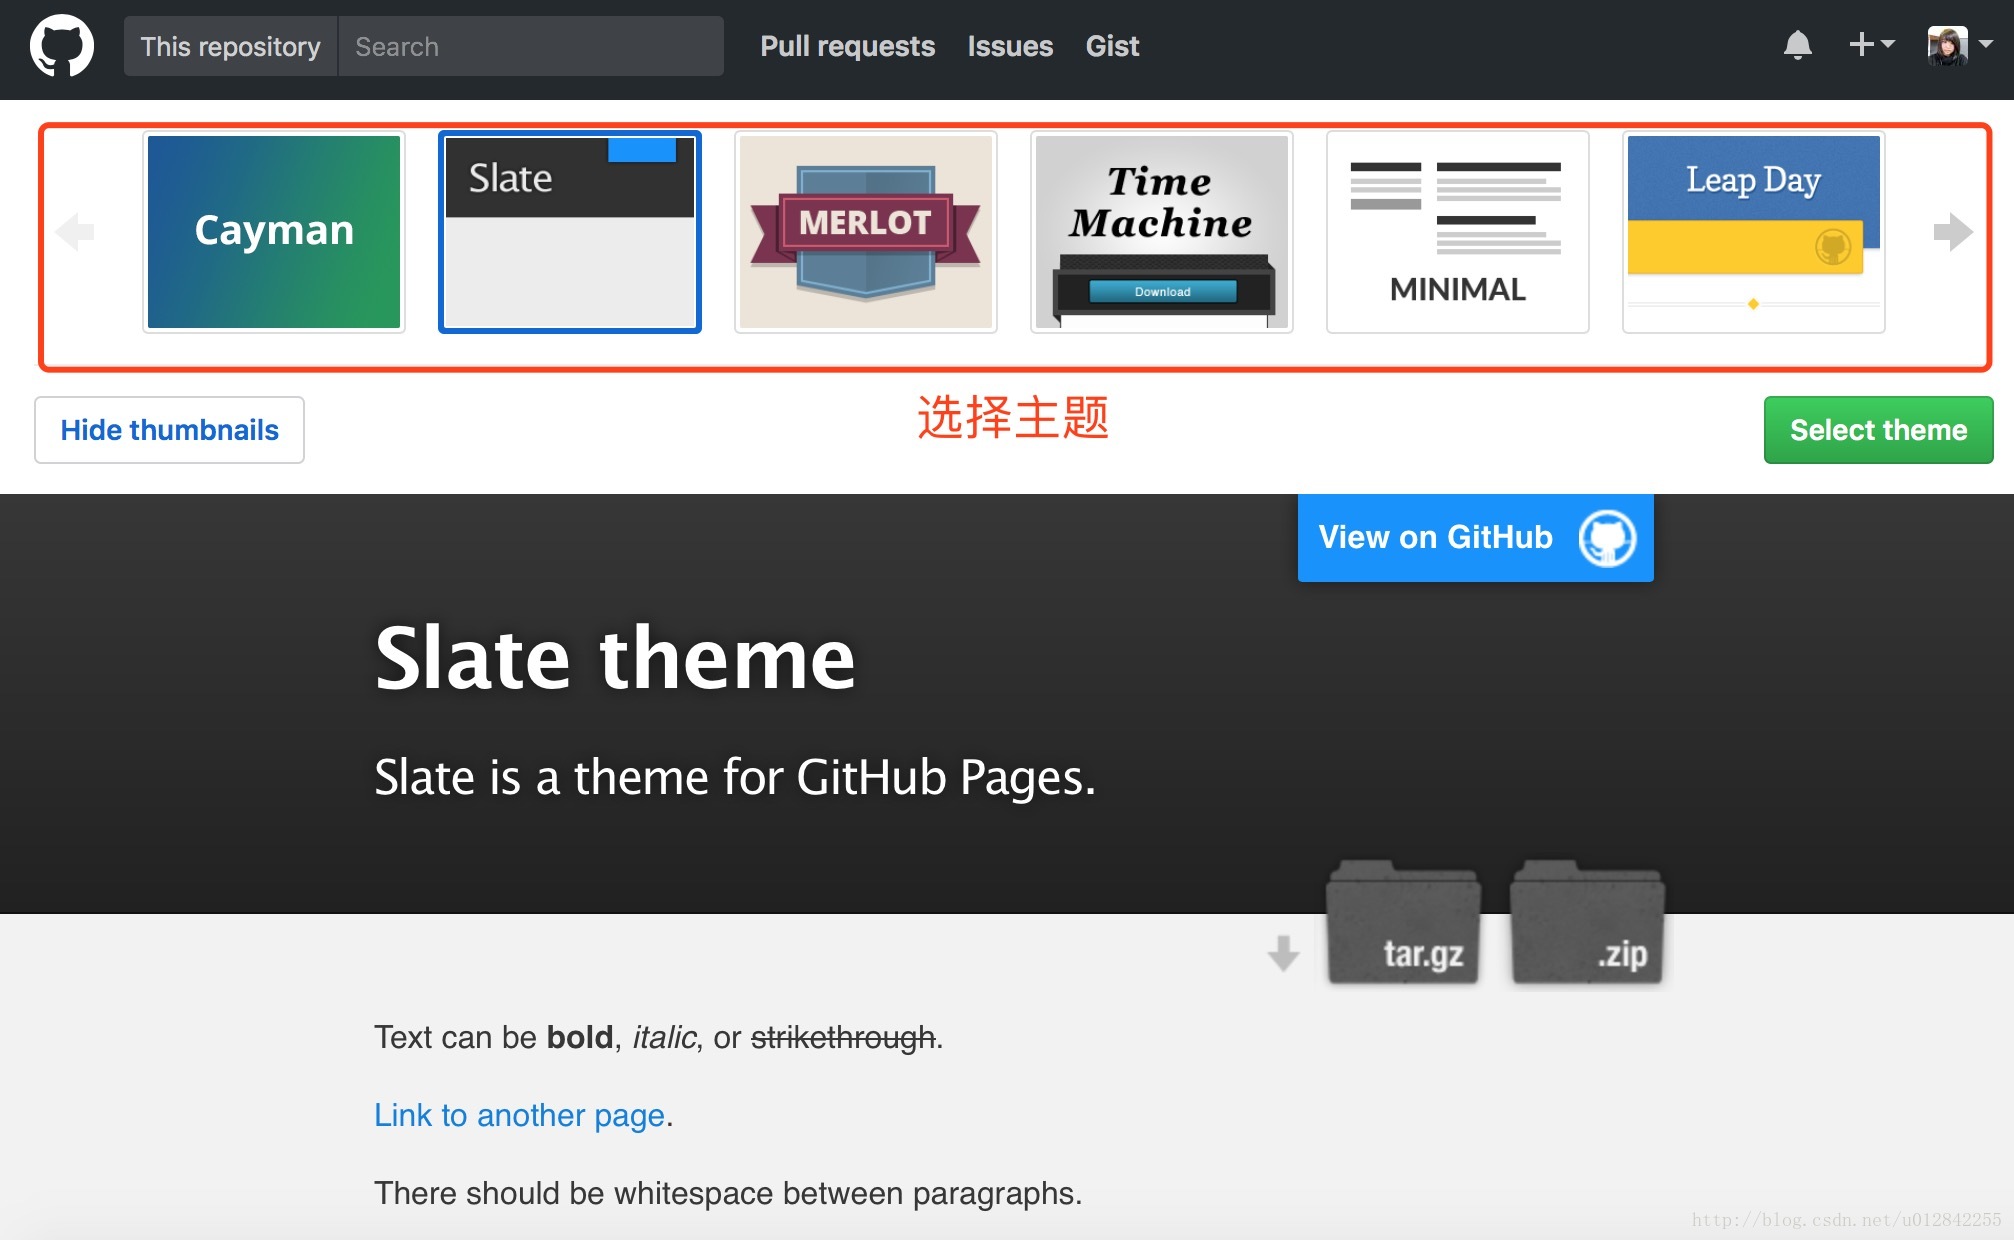 This repository Search Pull requests Issues Gist
Cayman
Slate
MERLOT
Time
Machine
Download
MINIMAL
Leap Day
Hide thumbnails
选择主题
Select theme
View on GitHub
Slate theme
Slate is a theme for GitHub Pages.
tar.gz
.zip
Text can be bold, italic, or strikethrough.
Link to another page.
There should be whitespace between paragraphs.
http://blog.csdn.net/u012842255